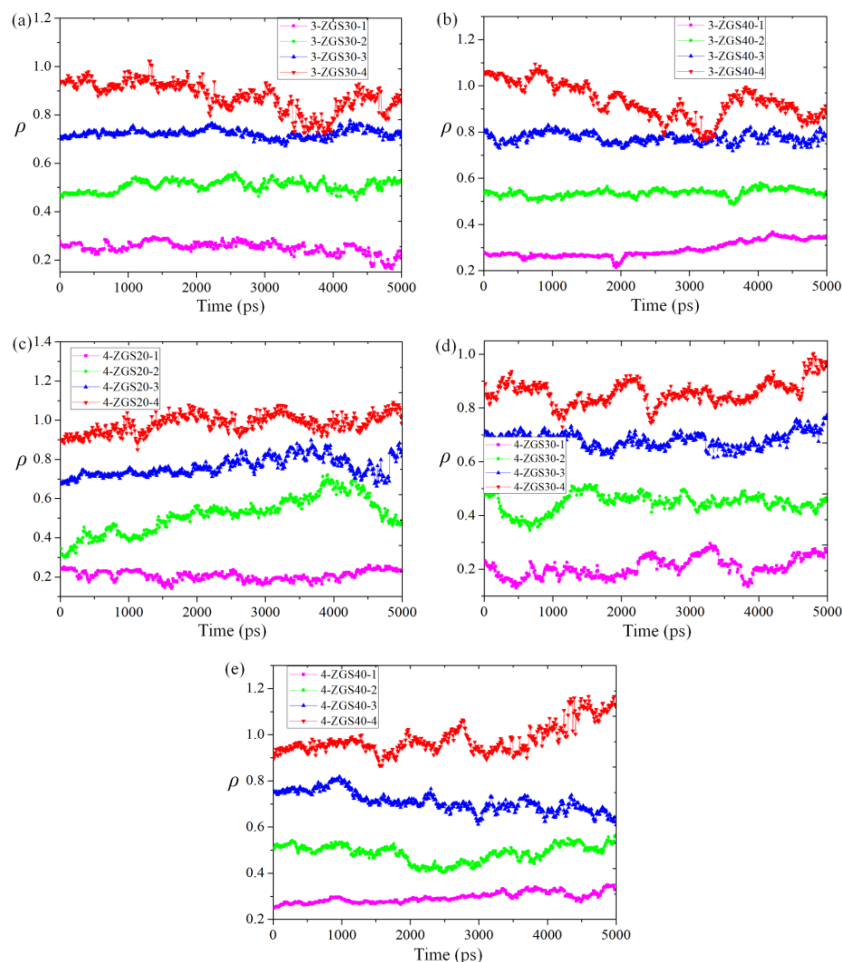 (a)
3-ZGS30-1
3-ZGS30-2
3-ZGS30-3
3-ZGS30-4
1.2
1.0
0.8
0.6
0.4
0.2
ρ
0 1000 2000 3000 4000 5000
Time (ps)
(b)
3-ZGS40-1
3-ZGS40-2
3-ZGS40-3
3-ZGS40-4
1.2
1.0
0.8
0.6
0.4
0.2
ρ
0 1000 2000 3000 4000 5000
Time (ps)
(c)
4-ZGS20-1
4-ZGS20-2
4-ZGS20-3
4-ZGS20-4
1.4
1.2
1.0
0.8
0.6
0.4
0.2
ρ
0 1000 2000 3000 4000 5000
Time (ps)
(d)
4-ZGS30-1
4-ZGS30-2
4-ZGS30-3
4-ZGS30-4
1.0
0.8
0.6
0.4
0.2
ρ
0 1000 2000 3000 4000 5000
Time (ps)
(e)
4-ZGS40-1
4-ZGS40-2
4-ZGS40-3
4-ZGS40-4
1.2
1.0
0.8
0.6
0.4
0.2
ρ
0 1000 2000 3000 4000 5000
Time (ps)